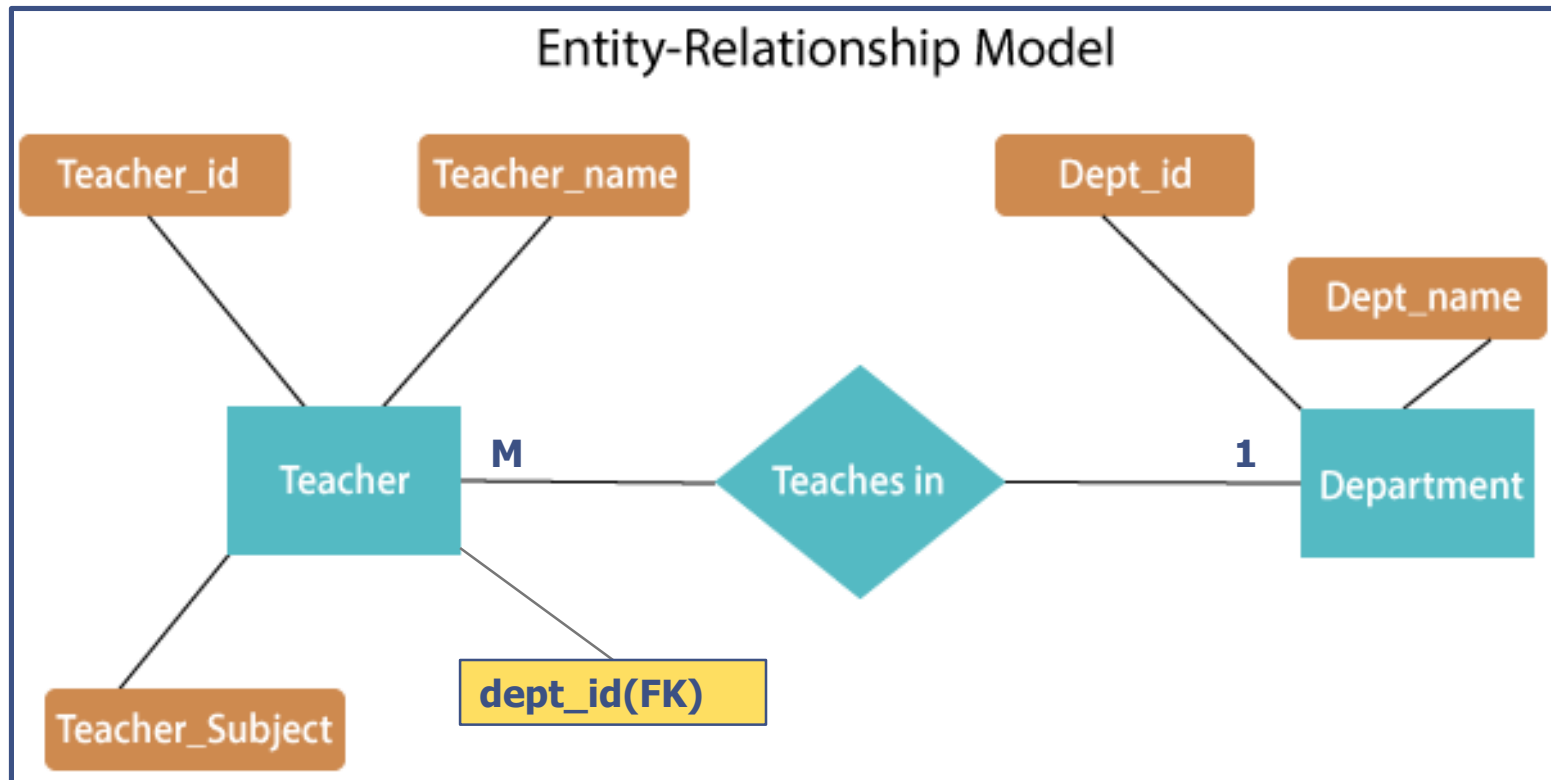 Entity-Relationship Model
Teacher_id
Teacher_name
Dept_id
Dept_name
M
1
Teacher
Teaches in
Department
dept_id(FK)
Teacher_Subject